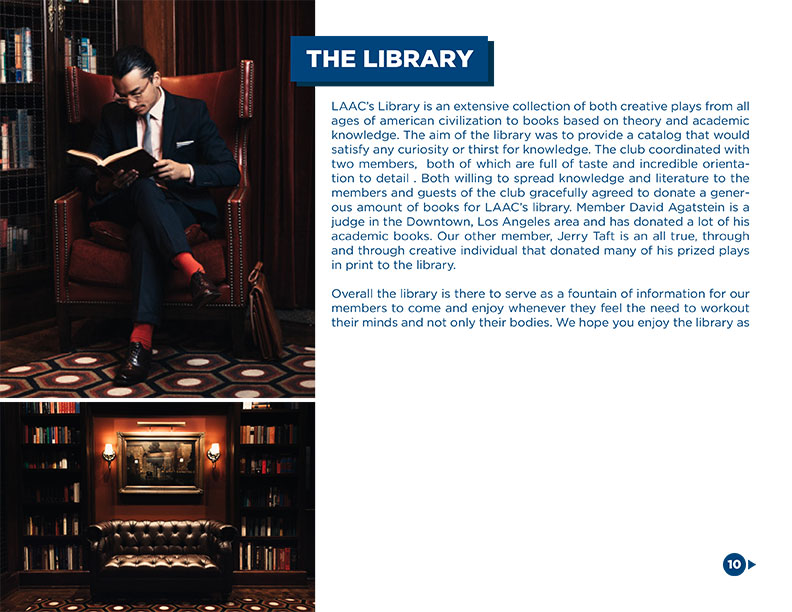 THE LIBRARY
LAAC's Library is an extensive collection of both creative plays from all
ages of american civilization to books based on theory and academic
knowledge. The aim of the library was to provide a catalog that would
satisfy any curiosity or thirst for knowledge. The club coordinated with
two members,  both of which are full of taste and incredible orienta-
tion to detail . Both willing to spread knowledge and literature to the
members and guests of the club gracefully agreed to donate a gener-
ous amount of books for LAAC's library. Member David Agatstein is a
judge in the Downtown, Los Angeles area and has donated a lot of his
academic books. Our other member, Jerry Taft is an all true, through
and through creative individual that donated many of his prized plays
in print to the library.
Overall the library is there to serve as a fountain of information for our
members to come and enjoy whenever they feel the need to workout
their minds and not only their bodies. We hope you enjoy the library as
10